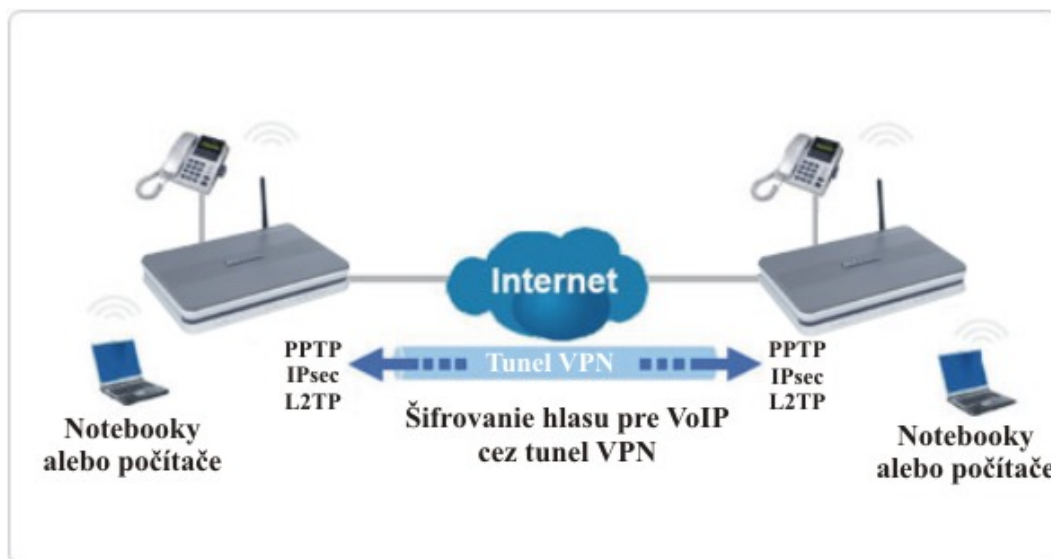 Internet
PPTP
IPsec
L2TP
Tunel VPN
PPTP
IPsec
L2TP
Šifrovanie hlasu pre VoIP
cez tunel VPN
Notebooky
alebo počítače
Notebooky
alebo počítače